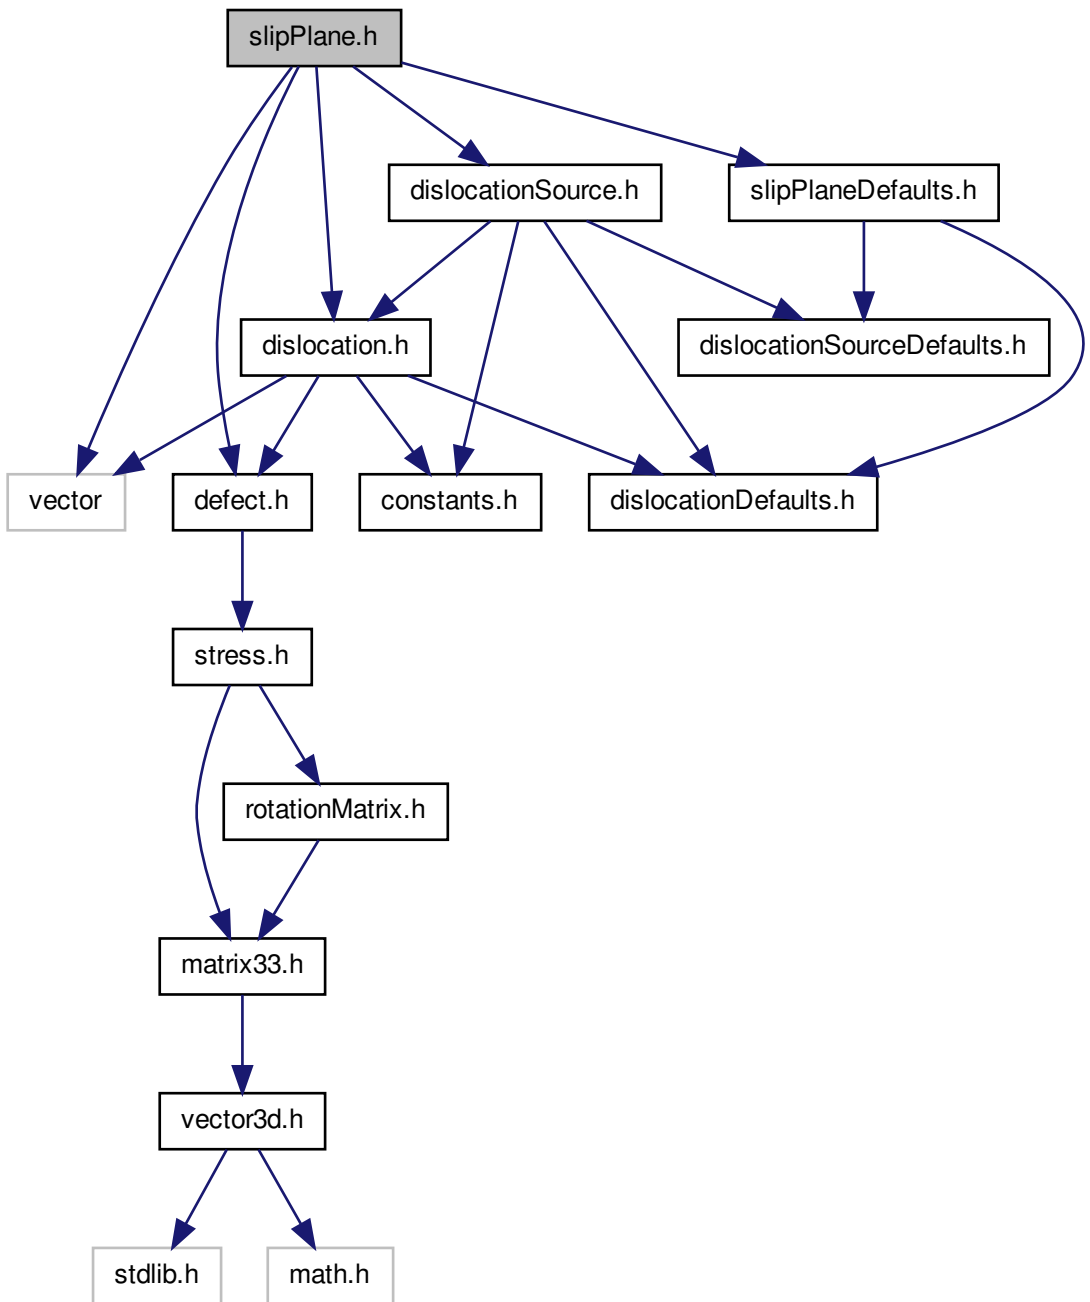 slipPlane.h
dislocationSource.h
slipPlaneDefaults.h
dislocation.h
dislocationSourceDefaults.h
vector
defect.h
constants.h
dislocationDefaults.h
stress.h
rotationMatrix.h
matrix33.h
vector3d.h
stdlib.h
math.h